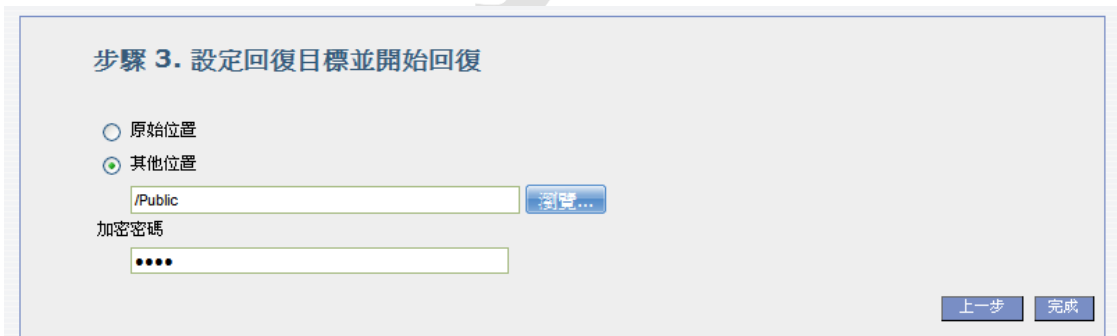 步驟 3. 設定回復目標並開始回復
原始位置
其他位置
/Public
瀏覽...
加密密碼
••••
上一步
完成